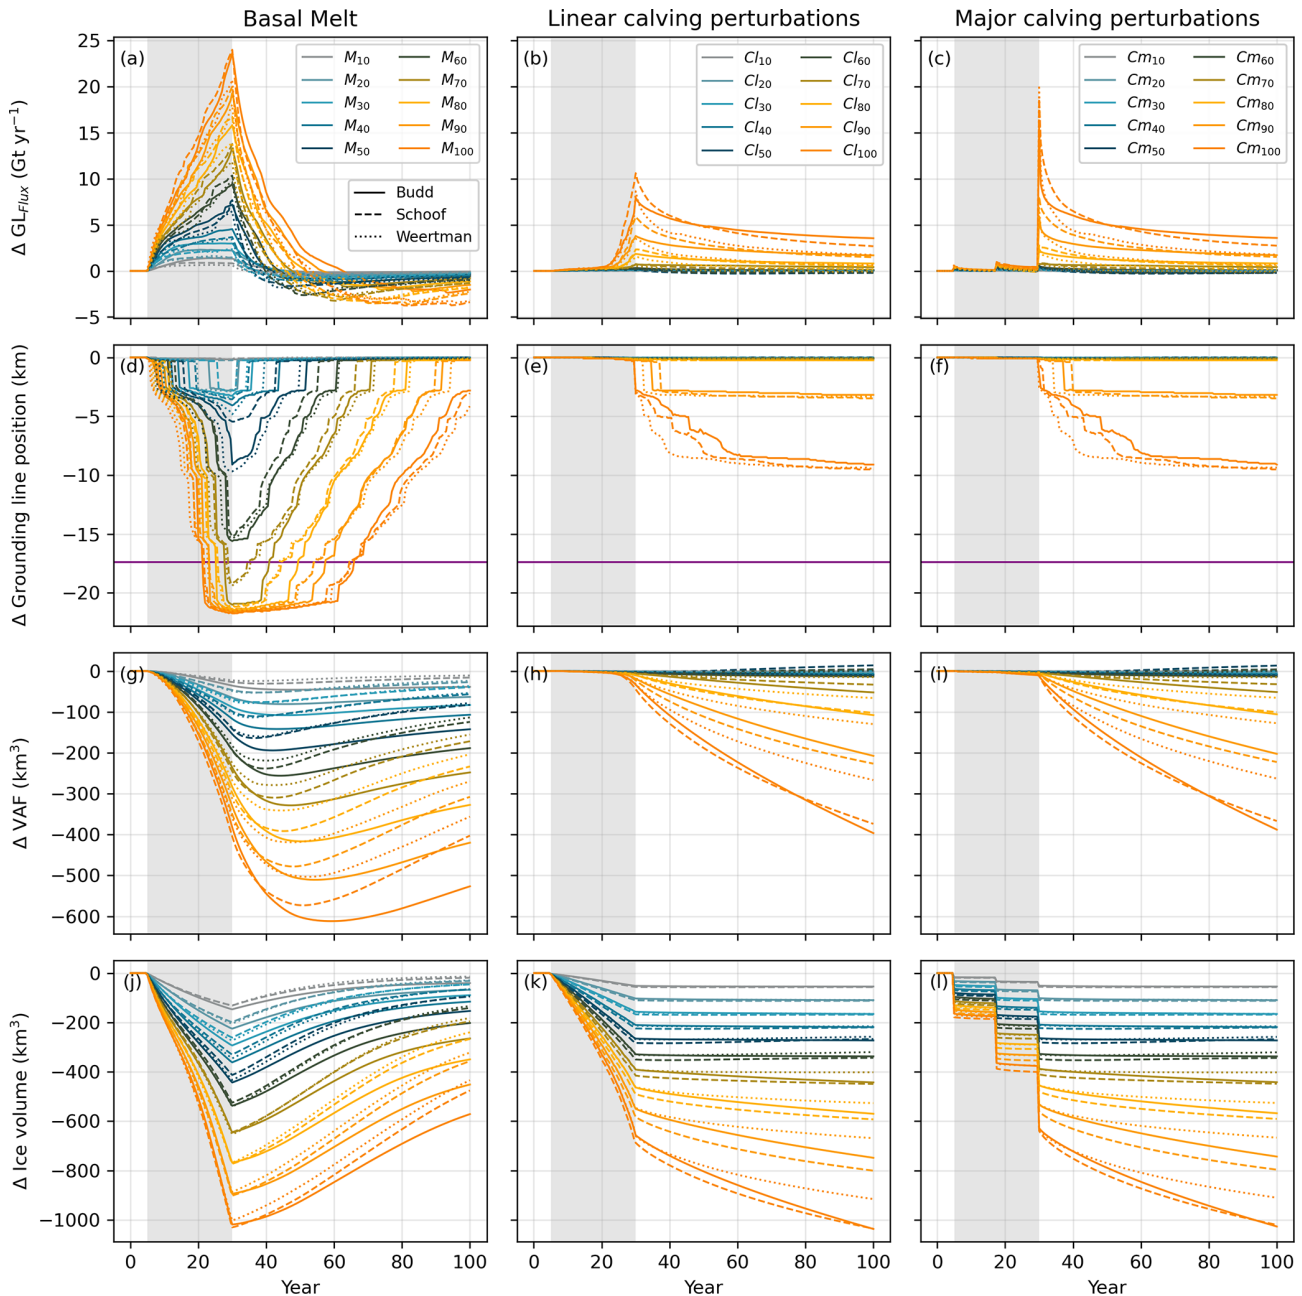 Basal Melt
Linear calving perturbations
Major calving perturbations
Δ GL_Flux (Gt yr⁻¹)
25
20
15
10
5
0
−5
(a)
M₁₀ M₆₀
M₂₀ M₇₀
M₃₀ M₈₀
M₄₀ M₉₀
M₅₀ M₁₀₀
Budd
Schoof
Weertman
(b)
Cl₁₀ Cl₆₀
Cl₂₀ Cl₇₀
Cl₃₀ Cl₈₀
Cl₄₀ Cl₉₀
Cl₅₀ Cl₁₀₀
(c)
Cm₁₀ Cm₆₀
Cm₂₀ Cm₇₀
Cm₃₀ Cm₈₀
Cm₄₀ Cm₉₀
Cm₅₀ Cm₁₀₀
Δ Grounding line position (km)
0
−5
−10
−15
−20
(d)
(e)
(f)
Δ VAF (km³)
0
−100
−200
−300
−400
−500
−600
(g)
(h)
(i)
Δ Ice volume (km³)
0
−200
−400
−600
−800
−1000
(j)
(k)
(l)
0 20 40 60 80 100
0 20 40 60 80 100
0 20 40 60 80 100
Year
Year
Year